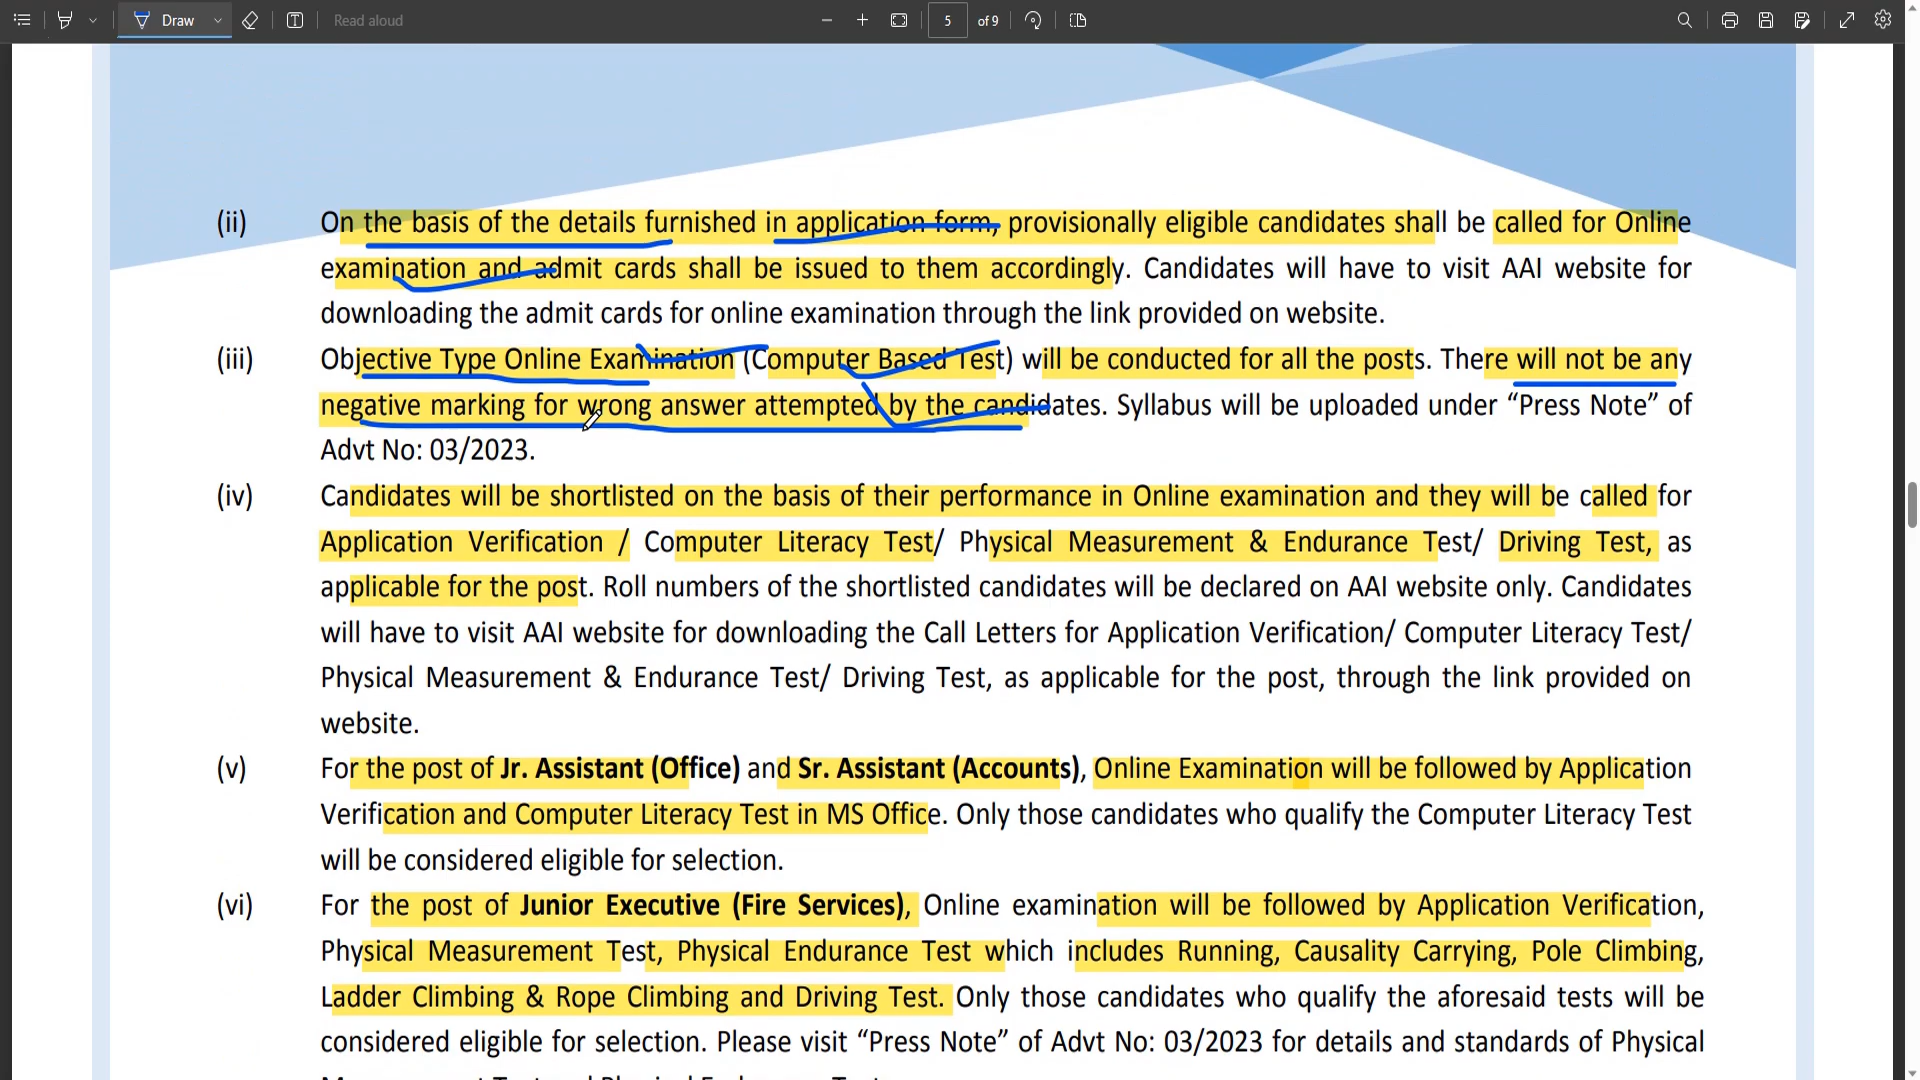 Draw
Read aloud
5
of 9
(ii) On the basis of the details furnished in application form, provisionally eligible candidates shall be called for Online
examination and admit cards shall be issued to them accordingly. Candidates will have to visit AAI website for
downloading the admit cards for online examination through the link provided on website.
(iii) Objective Type Online Examination (Computer Based Test) will be conducted for all the posts. There will not be any
negative marking for wrong answer attempted by the candidates. Syllabus will be uploaded under “Press Note” of
Advt No: 03/2023.
(iv) Candidates will be shortlisted on the basis of their performance in Online examination and they will be called for
Application Verification / Computer Literacy Test/ Physical Measurement & Endurance Test/ Driving Test, as
applicable for the post. Roll numbers of the shortlisted candidates will be declared on AAI website only. Candidates
will have to visit AAI website for downloading the Call Letters for Application Verification/ Computer Literacy Test/
Physical Measurement & Endurance Test/ Driving Test, as applicable for the post, through the link provided on
website.
(v) For the post of Jr. Assistant (Office) and Sr. Assistant (Accounts), Online Examination will be followed by Application
Verification and Computer Literacy Test in MS Office. Only those candidates who qualify the Computer Literacy Test
will be considered eligible for selection.
(vi) For the post of Junior Executive (Fire Services), Online examination will be followed by Application Verification,
Physical Measurement Test, Physical Endurance Test which includes Running, Causality Carrying, Pole Climbing,
Ladder Climbing & Rope Climbing and Driving Test. Only those candidates who qualify the aforesaid tests will be
considered eligible for selection. Please visit “Press Note” of Advt No: 03/2023 for details and standards of Physical